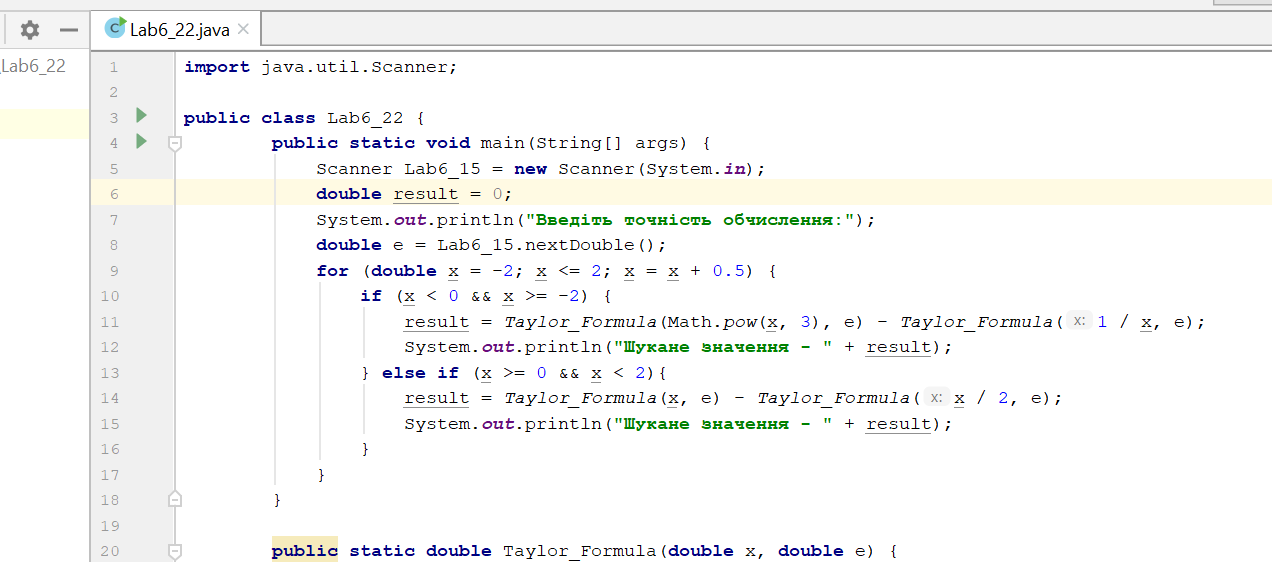 Lab6_22.java
Lab6_22
1 import java.util.Scanner;
2
3 public class Lab6_22 {
4 public static void main(String[] args) {
5 Scanner Lab6_15 = new Scanner(System.in);
6 double result = 0;
7 System.out.println("Введіть точність обчислення:");
8 double e = Lab6_15.nextDouble();
9 for (double x = -2; x <= 2; x = x + 0.5) {
10 if (x < 0 && x >= -2) {
11 result = Taylor_Formula(Math.pow(x, 3), e) - Taylor_Formula( x: 1 / x, e);
12 System.out.println("Шукане значення - " + result);
13 } else if (x >= 0 && x < 2){
14 result = Taylor_Formula(x, e) - Taylor_Formula( x: x / 2, e);
15 System.out.println("Шукане значення - " + result);
16 }
17 }
18 }
19
20 public static double Taylor_Formula(double x, double e) {